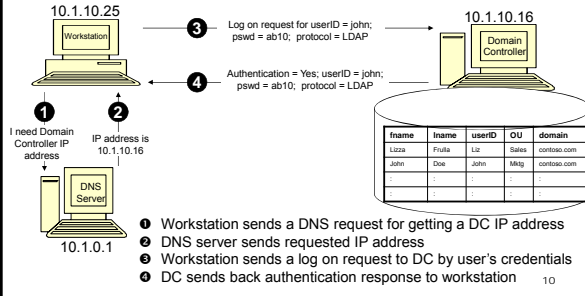 10.1.10.25
Workstation
3
Log on request for userID = john;
pswd = ab10; protocol = LDAP
10.1.10.16
Domain
Controller
4
Authentication = Yes; userID = john;
pswd = ab10; protocol = LDAP
1
I need Domain
Controller IP
address
2
IP address is
10.1.10.16
DNS
Server
10.1.0.1
fname lname userID OU domain
Lizza Frulla Liz Sales contoso.com
John Doe John Mktg contoso.com
: : : : :
: : : : :
❶ Workstation sends a DNS request for getting a DC IP address
❷ DNS server sends requested IP address
❸ Workstation sends a log on request to DC by user's credentials
❹ DC sends back authentication response to workstation
10